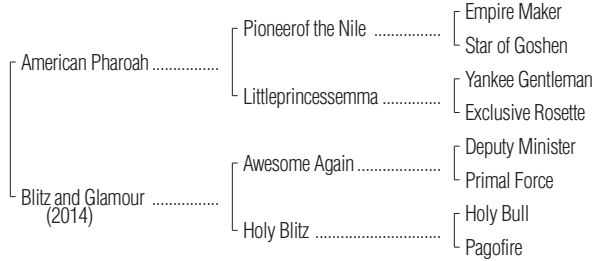 Empire Maker
Pioneerof the Nile ................
Star of Goshen
American Pharoah ................
Yankee Gentleman
Littleprincessemma ..............
Exclusive Rosette
Deputy Minister
Awesome Again ....................
Primal Force
Blitz and Glamour ................
(2014)
Holy Bull
Holy Blitz ..............................
Pagofire